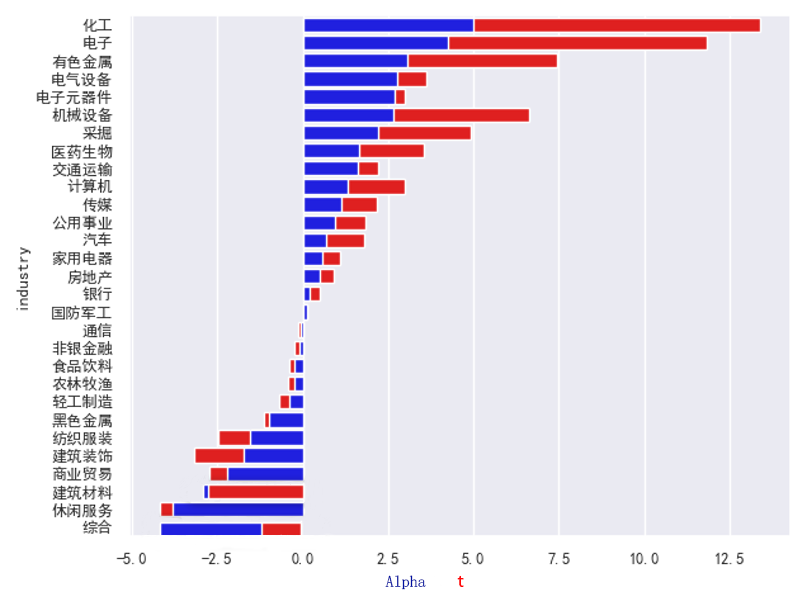 化工
电子
有色金属
电气设备
电子元器件
机械设备
采掘
医药生物
交通运输
计算机
传媒
公用事业
汽车
家用电器
房地产
银行
国防军工
通信
非银金融
食品饮料
农林牧渔
轻工制造
黑色金属
纺织服装
建筑装饰
商业贸易
建筑材料
休闲服务
综合
industry
−5.0 −2.5 0.0 2.5 5.0 7.5 10.0 12.5
Alpha t